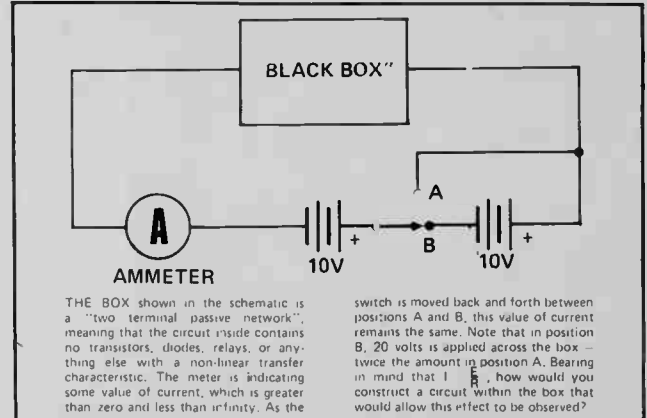 BLACK BOX"
A
A
B
+
+
10V
10V
AMMETER
THE BOX shown in the schematic is
a "two terminal passive network",
meaning that the circuit inside contains
no transistors, diodes, relays, or any-
thing else with a non-linear transfer
characteristic. The meter is indicating
some value of current, which is greater
than zero and less than infinity. As the
switch is moved back and forth between
positions A and B, this value of current
remains the same. Note that in position
B, 20 volts is applied across the box —
twice the amount in position A. Bearing
in mind that I E/R , how would you
construct a circuit within the box that
would allow this effect to be observed?